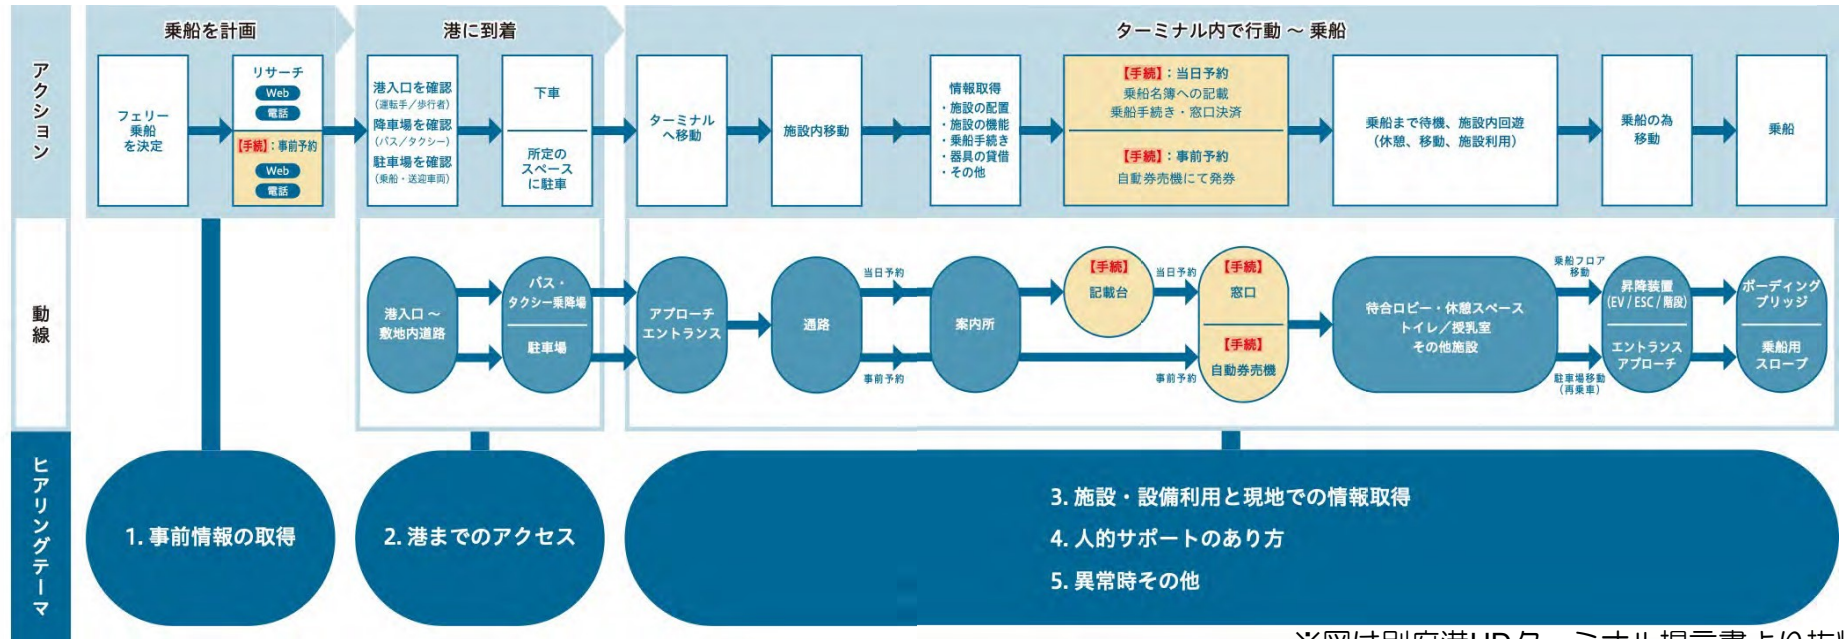 アクション
乗船を計画
フェリー
乗船
を決定
リサーチ
Web
電話
【手続】：事前予約
Web
電話
港に到着
港入口を確認
（運転手／歩行者）
降車場を確認
（バス／タクシー）
駐車場を確認
（乗船・送迎車両）
下車
所定の
スペース
に駐車
ターミナル内で行動 〜 乗船
ターミナル
へ移動
施設内移動
情報取得
・施設の配置
・施設の機能
・乗船手続き
・器具の貸借
・その他
【手続】：当日予約
乗船名簿への記載
乗船手続き・窓口決済
【手続】：事前予約
自動券売機にて発券
乗船まで待機、施設内回遊
（休憩、移動、施設利用）
乗船の為
移動
乗船
動線
港入口 〜
敷地内道路
バス・
タクシー乗降場
駐車場
アプローチ
エントランス
通路
当日予約
事前予約
案内所
【手続】
記載台
当日予約
事前予約
【手続】
窓口
【手続】
自動券売機
待合ロビー・休憩スペース
トイレ／授乳室
その他施設
乗船フロア
移動
駐車場移動
（再乗車）
昇降装置
(EV / ESC / 階段)
エントランス
アプローチ
ボーディング
ブリッジ
乗船用
スロープ
ヒアリングテーマ
1. 事前情報の取得
2. 港までのアクセス
3. 施設・設備利用と現地での情報取得
4. 人的サポートのあり方
5. 異常時その他